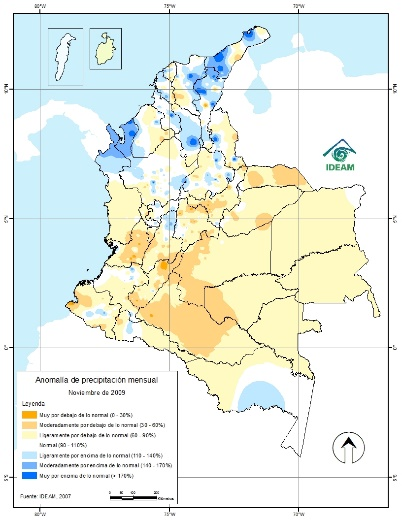 80°W
75°W
70°W
10°N
IDEAM
5°N
0°
Anomalía de precipitación mensual
Noviembre de 2009
Leyenda
Muy por debajo de lo normal (0 - 30%)
Moderadamente por debajo de lo normal (30 - 60%)
Ligeramente por debajo de lo normal (60 - 90%)
Normal (90 - 110%)
Ligeramente por encima de lo normal (110 - 140%)
Moderadamente por encima de lo normal (140 - 170%)
Muy por encima de lo normal (> 170%)
5°S
Fuente: IDEAM, 2007